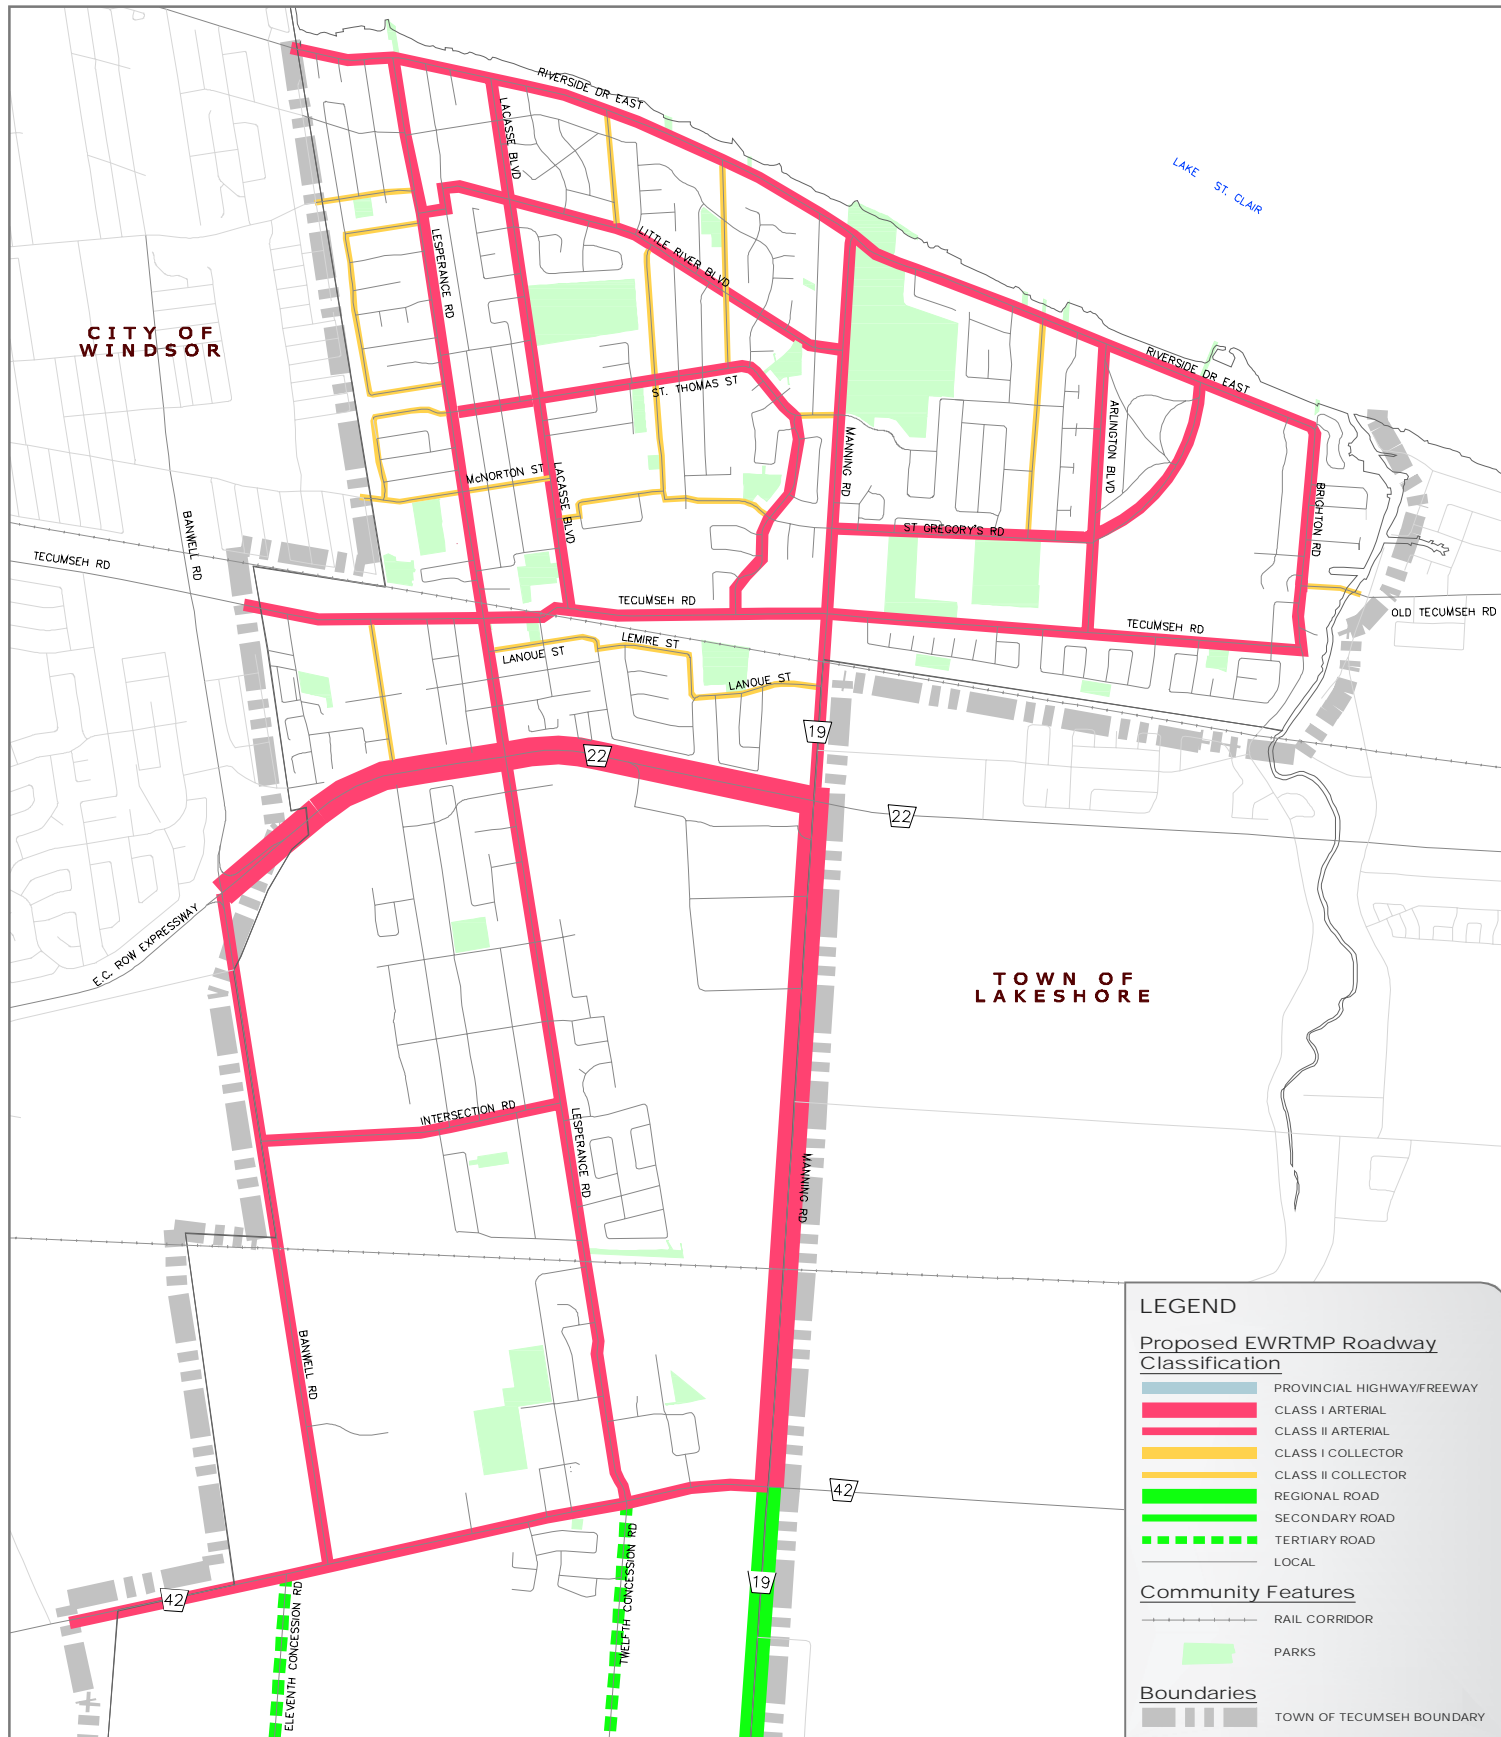 RIVERSIDE DR EAST
LACASSE BLVD
LAKE ST. CLAIR
LESPERANCE RD
LITTLE RIVER BLVD
CITY OF
WINDSOR
RIVERSIDE DR EAST
ST. THOMAS ST
ARLINGTON BLVD
MANNING RD
McNORTON ST
LACASSE BLVD
BRIGHTON RD
BANWELL RD
ST GREGORY'S RD
TECUMSEH RD
TECUMSEH RD
OLD TECUMSEH RD
TECUMSEH RD
LEMIRE ST
LANOUE ST
LANOUE ST
19
22
22
E.C. ROW EXPRESSWAY
TOWN OF
LAKESHORE
INTERSECTION RD
LESPERANCE RD
MANNING RD
BANWELL RD
42
42
19
TWELFTH CONCESSION RD
ELEVENTH CONCESSION RD
LEGEND
Proposed EWRTMP Roadway
Classification
PROVINCIAL HIGHWAY/FREEWAY
CLASS I ARTERIAL
CLASS II ARTERIAL
CLASS I COLLECTOR
CLASS II COLLECTOR
REGIONAL ROAD
SECONDARY ROAD
TERTIARY ROAD
LOCAL
Community Features
RAIL CORRIDOR
PARKS
Boundaries
TOWN OF TECUMSEH BOUNDARY